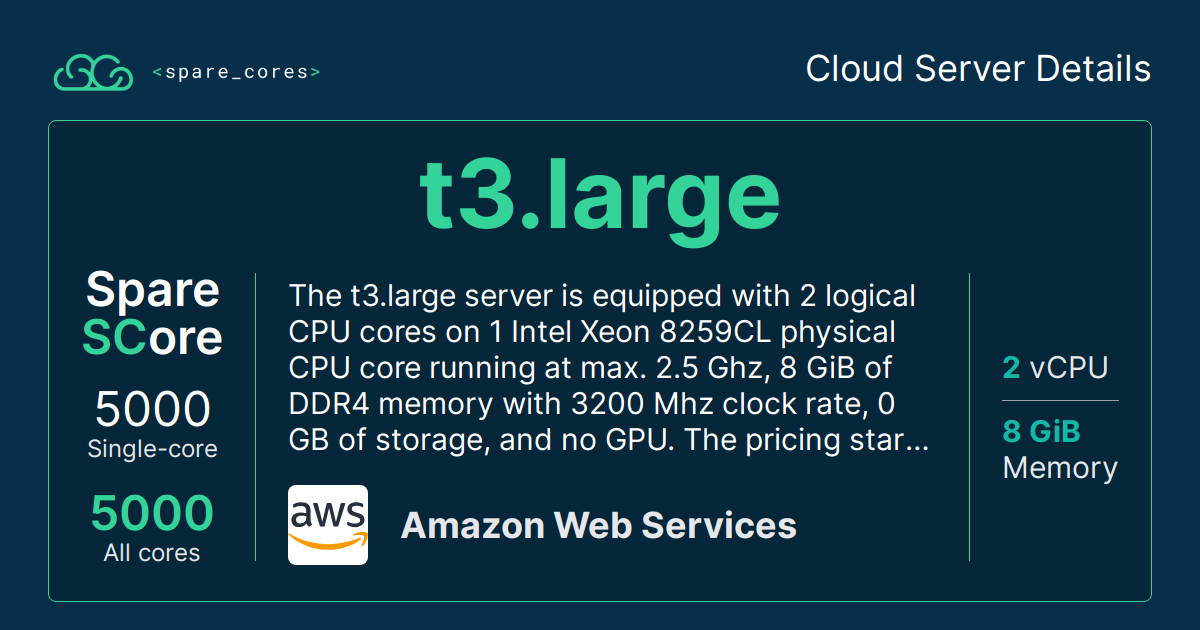 <spare_cores>
Cloud Server Details
t3.large
Spare
SCore
5000
Single-core
5000
All cores
The t3.large server is equipped with 2 logical
CPU cores on 1 Intel Xeon 8259CL physical
CPU core running at max. 2.5 Ghz, 8 GiB of
DDR4 memory with 3200 Mhz clock rate, 0
GB of storage, and no GPU. The pricing star...
aws
Amazon Web Services
2 vCPU
8 GiB
Memory